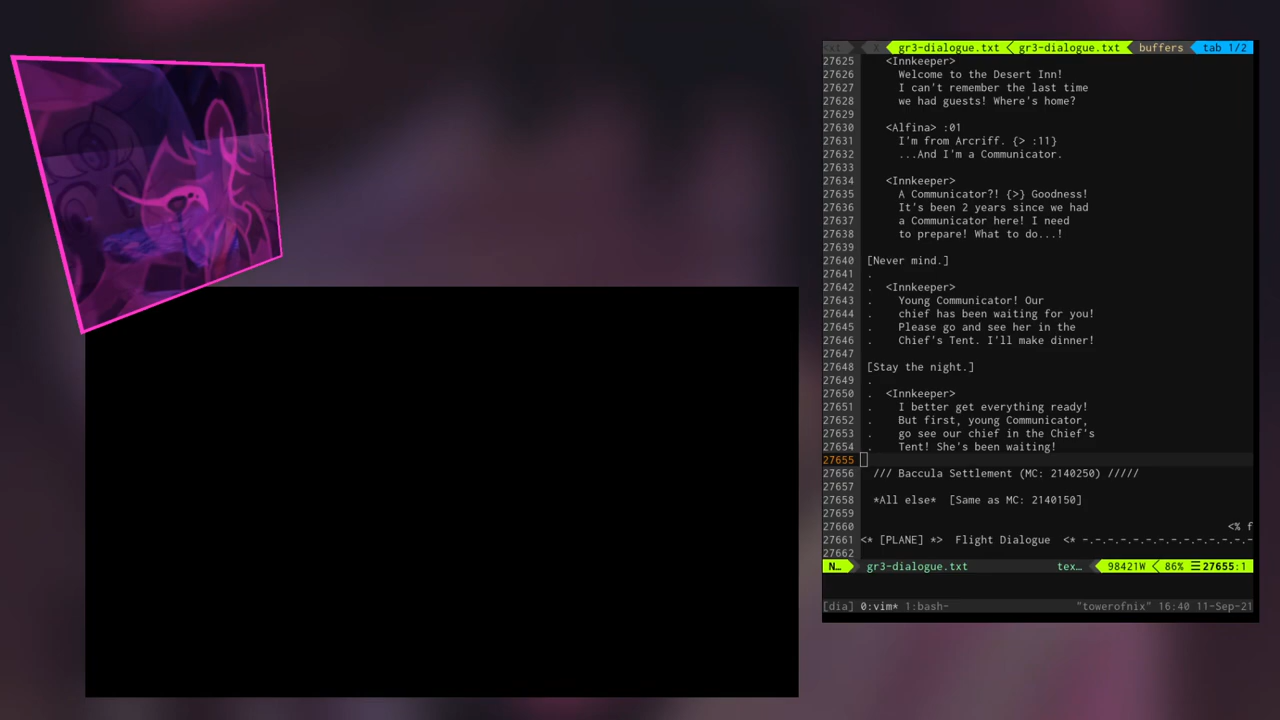 <xt  X  gr3-dialogue.txt < gr3-dialogue.txt  buffers  tab 1/2
27625    <Innkeeper>
27626      Welcome to the Desert Inn!
27627      I can't remember the last time
27628      we had guests! Where's home?
27629
27630    <Alfina> :01
27631      I'm from Arcriff. {> :11}
27632      ...And I'm a Communicator.
27633
27634    <Innkeeper>
27635      A Communicator?! {>} Goodness!
27636      It's been 2 years since we had
27637      a Communicator here! I need
27638      to prepare! What to do...!
27639
27640 [Never mind.]
27641 .
27642 .  <Innkeeper>
27643 .    Young Communicator! Our
27644 .    chief has been waiting for you!
27645 .    Please go and see her in the
27646 .    Chief's Tent. I'll make dinner!
27647
27648 [Stay the night.]
27649 .
27650 .  <Innkeeper>
27651 .    I better get everything ready!
27652 .    But first, young Communicator,
27653 .    go see our chief in the Chief's
27654 .    Tent! She's been waiting!
27655
27656  /// Baccula Settlement (MC: 2140250) /////
27657
27658  *All else*  [Same as MC: 2140150]
27659
27660 <% f
27661 <* [PLANE] *>  Flight Dialogue  <* -.-.-.-.-.-.-.-.-.-.-.-.-.-
27662
N…  gr3-dialogue.txt  tex…  98421W < 86% ☰27655:1
[dia] 0:vim* 1:bash-  "towerofnix" 16:40 11-Sep-21